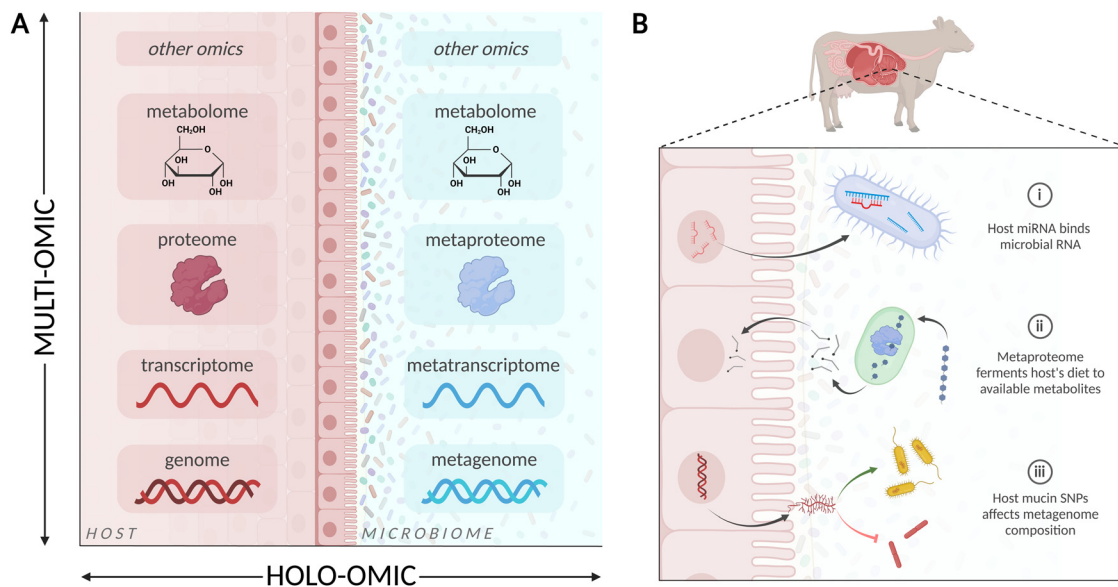 A
MULTI-OMIC
other omics
metabolome
CH₂OH
O
OH
OH
OH
OH
proteome
transcriptome
genome
HOST
other omics
metabolome
CH₂OH
O
OH
OH
OH
OH
metaproteome
metatranscriptome
metagenome
MICROBIOME
HOLO-OMIC
B
i
Host miRNA binds
microbial RNA
ii
Metaproteome
ferments host's diet to
available metabolites
iii
Host mucin SNPs
affects metagenome
composition